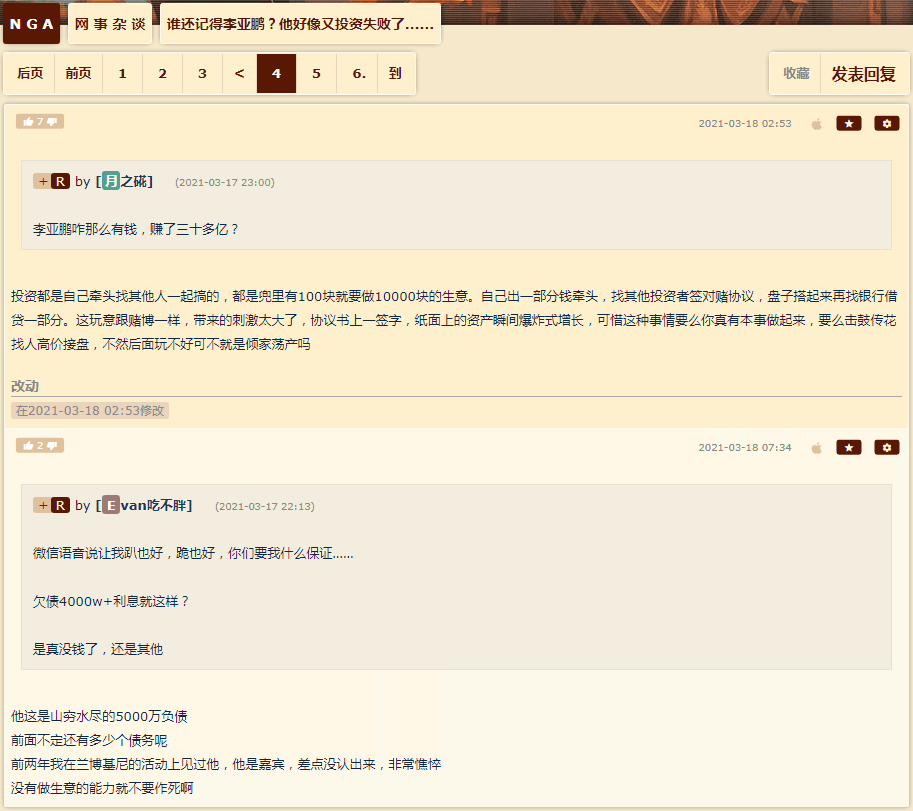 NGA 网事杂谈 谁还记得李亚鹏？他好像又投资失败了......
后页 前页 1 2 3 < 4 5 6. 到 收藏 发表回复
7 2021-03-18 02:53
+ R by [月之硴] (2021-03-17 23:00)
李亚鹏咋那么有钱，赚了三十多亿？
投资都是自己牵头找其他人一起搞的，都是兜里有100块就要做10000块的生意。自己出一部分钱牵头，找其他投资者签对赌协议，盘子搭起来再找银行借
贷一部分。这玩意跟赌博一样，带来的刺激太大了，协议书上一签字，纸面上的资产瞬间爆炸式增长，可惜这种事情要么你真有本事做起来，要么击鼓传花
找人高价接盘，不然后面玩不好可不就是倾家荡产吗
改动
在2021-03-18 02:53修改
2 2021-03-18 07:34
+ R by [Evan吃不胖] (2021-03-17 22:13)
微信语音说让我趴也好，跪也好，你们要我什么保证......
欠债4000w+利息就这样？
是真没钱了，还是其他
他这是山穷水尽的5000万负债
前面不定还有多少个债务呢
前两年我在兰博基尼的活动上见过他，他是嘉宾，差点没认出来，非常憔悴
没有做生意的能力就不要作死啊